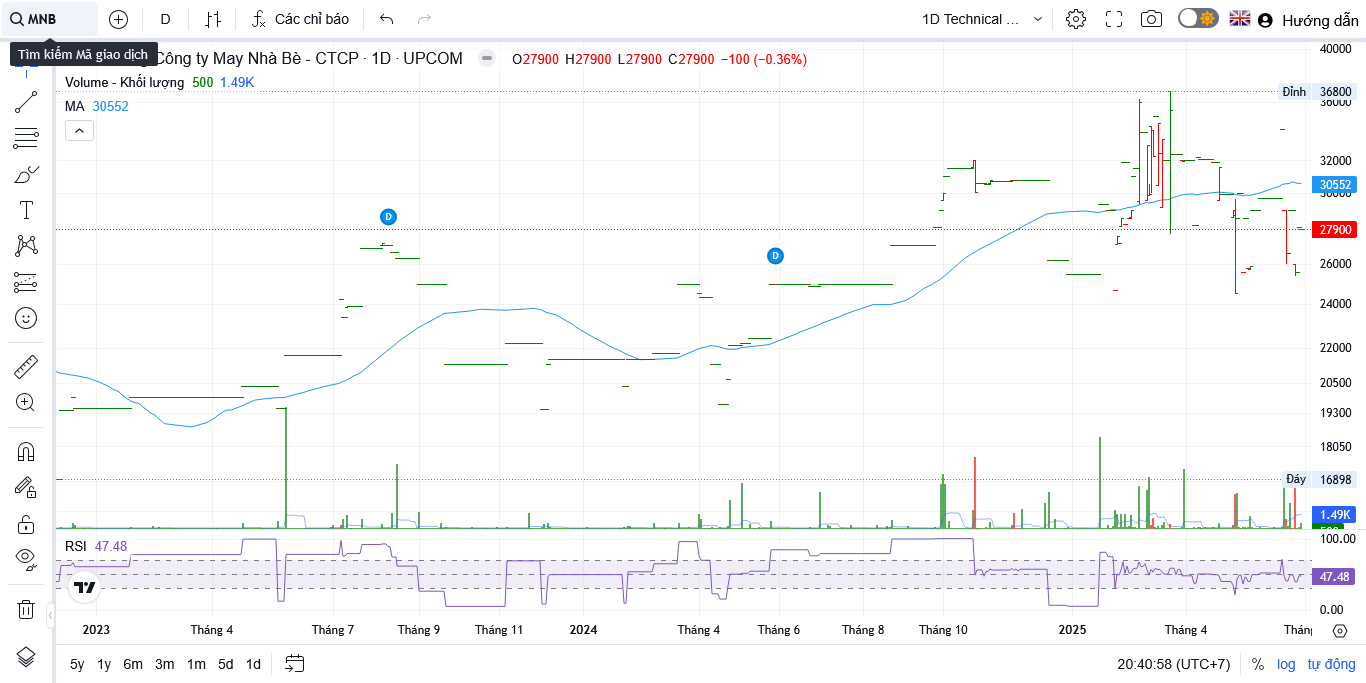 MNB
D
Các chỉ báo
1D Technical ...
Hướng dẫn
Tìm kiếm Mã giao dịch
Công ty May Nhà Bè - CTCP · 1D · UPCOM
O27900 H27900 L27900 C27900 −100 (−0.36%)
Volume - Khối lượng 500 1.49K
MA 30552
D
D
40000
Đỉnh 36800
36000
32000
30552
30000
27900
26000
24000
22000
20500
19300
18050
Đáy 16898
1.49K
500
RSI 47.48
100.00
47.48
0.00
2023 Tháng 4 Tháng 7 Tháng 9 Tháng 11 2024 Tháng 4 Tháng 6 Tháng 8 Tháng 10 2025 Tháng 4 Thán
5y 1y 6m 3m 1m 5d 1d
20:40:58 (UTC+7) % log tự động